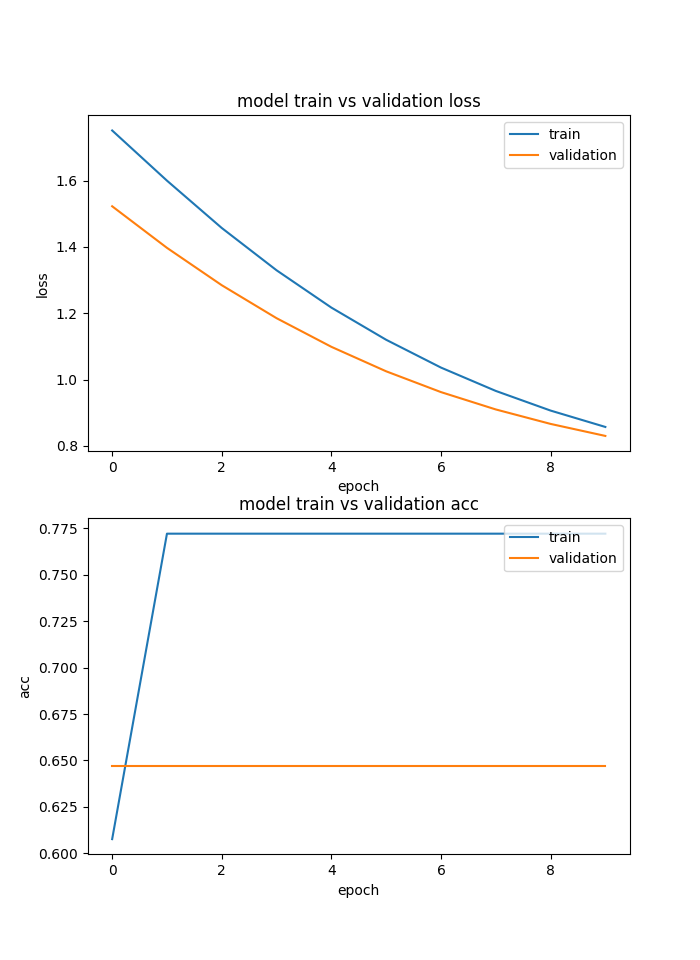 model train vs validation loss
train
validation
1.6
1.4
1.2
1.0
0.8
loss
0
2
4
6
8
epoch
model train vs validation acc
train
validation
0.775
0.750
0.725
0.700
0.675
0.650
0.625
0.600
acc
0
2
4
6
8
epoch